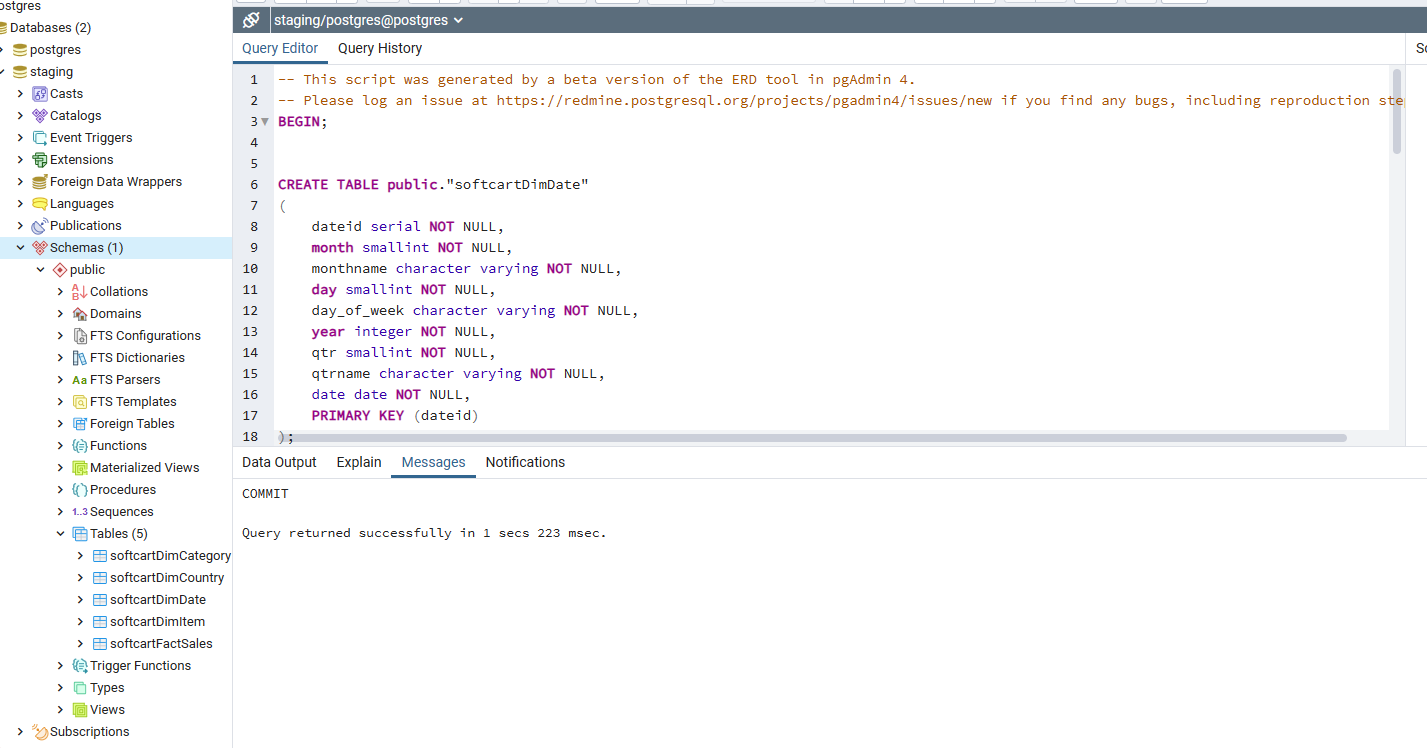 ostgres
Databases (2)
postgres
staging
Casts
Catalogs
Event Triggers
Extensions
Foreign Data Wrappers
Languages
Publications
Schemas (1)
public
Collations
Domains
FTS Configurations
FTS Dictionaries
Aa FTS Parsers
FTS Templates
Foreign Tables
Functions
Materialized Views
Procedures
1..3 Sequences
Tables (5)
softcartDimCategory
softcartDimCountry
softcartDimDate
softcartDimItem
softcartFactSales
Trigger Functions
Types
Views
Subscriptions
staging/postgres@postgres
Query Editor Query History Sc
1 -- This script was generated by a beta version of the ERD tool in pgAdmin 4.
2 -- Please log an issue at https://redmine.postgresql.org/projects/pgadmin4/issues/new if you find any bugs, including reproduction ste
3 BEGIN;
4
5
6 CREATE TABLE public."softcartDimDate"
7 (
8 dateid serial NOT NULL,
9 month smallint NOT NULL,
10 monthname character varying NOT NULL,
11 day smallint NOT NULL,
12 day_of_week character varying NOT NULL,
13 year integer NOT NULL,
14 qtr smallint NOT NULL,
15 qtrname character varying NOT NULL,
16 date date NOT NULL,
17 PRIMARY KEY (dateid)
18 );
Data Output Explain Messages Notifications
COMMIT
Query returned successfully in 1 secs 223 msec.